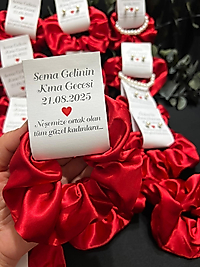 Sema Gelinin
Kına Gecesi
21.08.2025
Neşemize ortak olan
tüm güzel kadınlara...